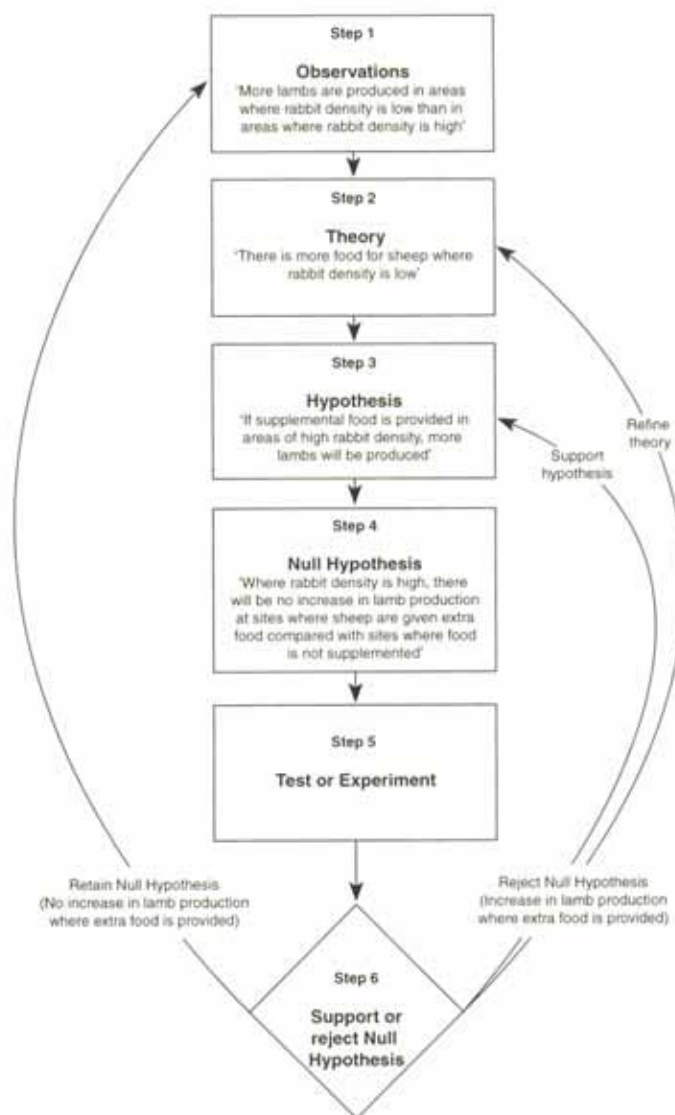 Step 1
Observations
'More lambs are produced in areas
where rabbit density is low than in
areas where rabbit density is high'
Step 2
Theory
'There is more food for sheep where
rabbit density is low'
Step 3
Hypothesis
'If supplemental food is provided in
areas of high rabbit density, more
lambs will be produced'
Refine
theory
Support
hypothesis
Step 4
Null Hypothesis
'Where rabbit density is high, there
will be no increase in lamb production
at sites where sheep are given extra
food compared with sites where food
is not supplemented'
Step 5
Test or Experiment
Retain Null Hypothesis
(No increase in lamb production
where extra food is provided)
Reject Null Hypothesis
(Increase in lamb production
where extra food is provided)
Step 6
Support or
reject Null
Hypothesis